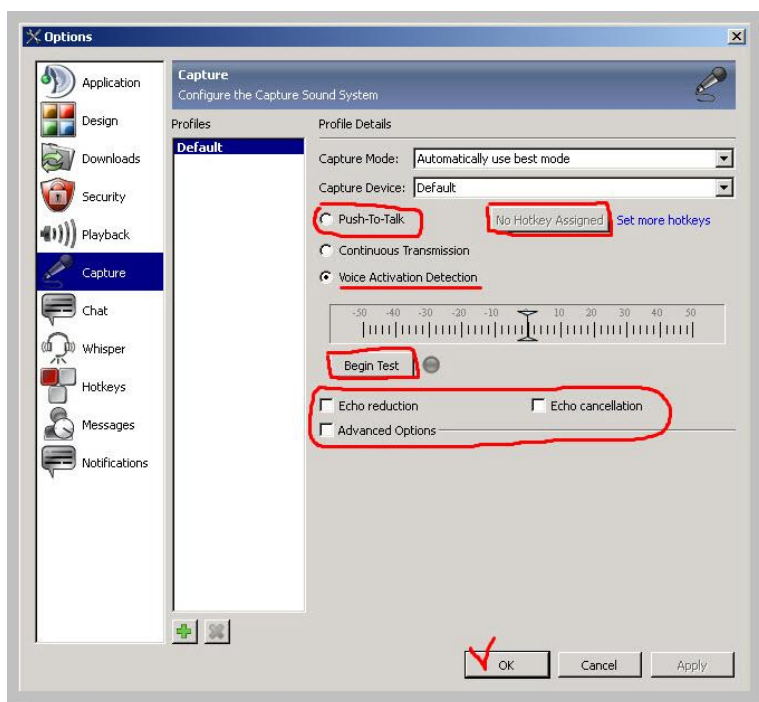 Options
Application
Design
Downloads
Security
Playback
Capture
Chat
Whisper
Hotkeys
Messages
Notifications
Capture
Configure the Capture Sound System
Profiles
Default
Profile Details
Capture Mode: Automatically use best mode
Capture Device: Default
Push-To-Talk No Hotkey Assigned Set more hotkeys
Continuous Transmission
Voice Activation Detection
-50 -40 -30 -20 -10 10 20 30 40 50
Begin Test
Echo reduction Echo cancellation
Advanced Options
OK Cancel Apply